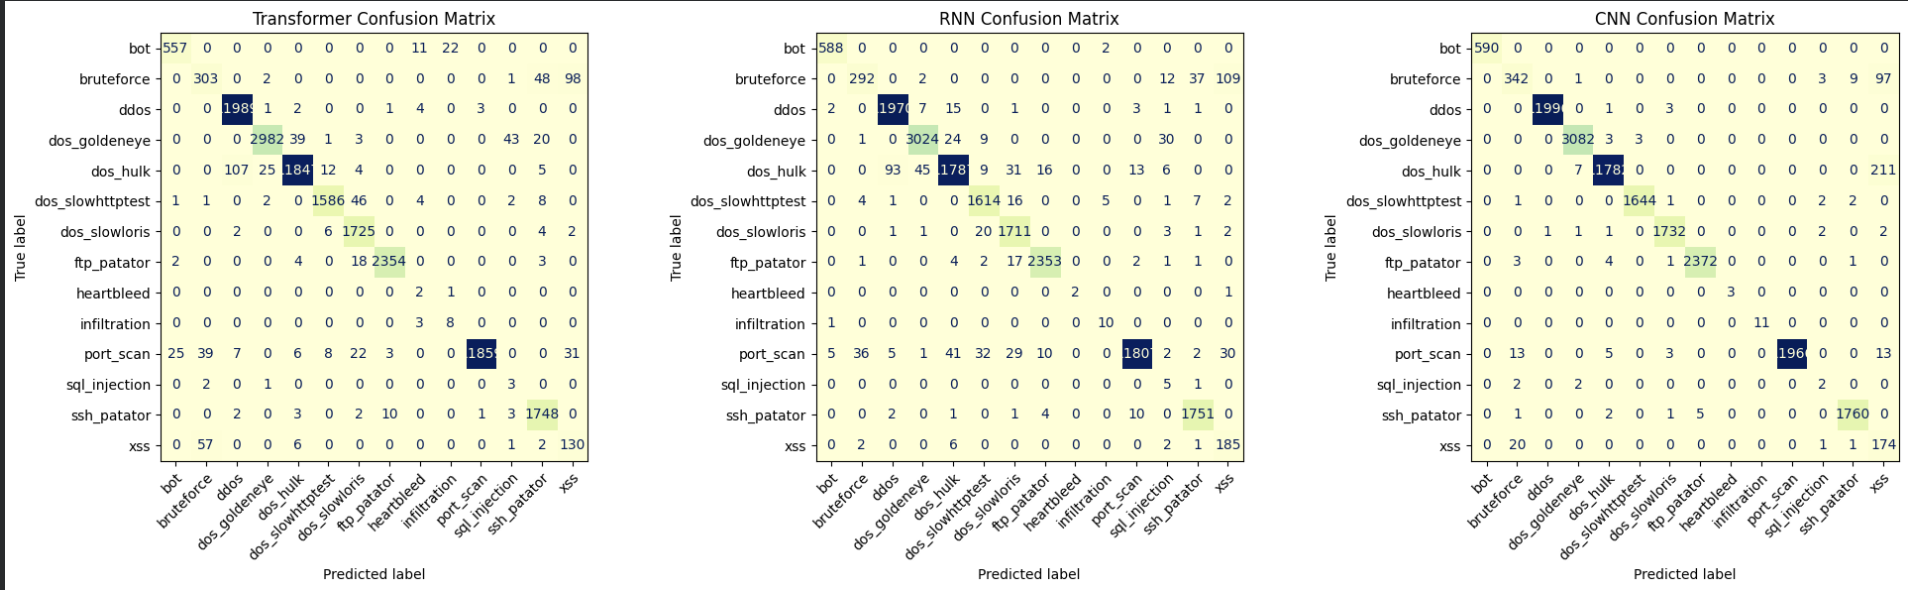 Transformer Confusion Matrix
True label
bot 557 0 0 0 0 0 0 0 11 22 0 0 0 0
bruteforce 0 303 0 2 0 0 0 0 0 0 0 1 48 98
ddos 0 0 1989 1 2 0 0 1 4 0 3 0 0 0
dos_goldeneye 0 0 0 2982 39 1 3 0 0 0 0 43 20 0
dos_hulk 0 0 107 25 1847 12 4 0 0 0 0 0 5 0
dos_slowhttptest 1 1 0 2 0 1586 46 0 4 0 0 2 8 0
dos_slowloris 0 0 2 0 0 6 1725 0 0 0 0 0 4 2
ftp_patator 2 0 0 0 4 0 18 2354 0 0 0 0 3 0
heartbleed 0 0 0 0 0 0 0 0 2 1 0 0 0 0
infiltration 0 0 0 0 0 0 0 0 3 8 0 0 0 0
port_scan 25 39 7 0 6 8 22 3 0 0 1859 0 0 31
sql_injection 0 2 0 1 0 0 0 0 0 0 0 3 0 0
ssh_patator 0 0 2 0 3 0 2 10 0 0 1 3 1748 0
xss 0 57 0 0 6 0 0 0 0 0 0 1 2 130
bot bruteforce ddos dos_goldeneye dos_hulk dos_slowhttptest dos_slowloris ftp_patator heartbleed infiltration port_scan sql_injection ssh_patator xss
Predicted label
RNN Confusion Matrix
True label
bot 588 0 0 0 0 0 0 0 0 2 0 0 0 0
bruteforce 0 292 0 2 0 0 0 0 0 0 0 12 37 109
ddos 2 0 1970 7 15 0 1 0 0 0 3 1 1 0
dos_goldeneye 0 1 0 3024 24 9 0 0 0 0 0 30 0 0
dos_hulk 0 0 93 45 1787 9 31 16 0 0 13 6 0 0
dos_slowhttptest 0 4 1 0 0 1614 16 0 0 5 0 1 7 2
dos_slowloris 0 0 1 1 0 20 1711 0 0 0 0 3 1 2
ftp_patator 0 1 0 0 4 2 17 2353 0 0 2 1 1 0
heartbleed 0 0 0 0 0 0 0 0 2 0 0 0 0 1
infiltration 1 0 0 0 0 0 0 0 0 10 0 0 0 0
port_scan 5 36 5 1 41 32 29 10 0 0 1807 2 2 30
sql_injection 0 0 0 0 0 0 0 0 0 0 0 5 1 0
ssh_patator 0 0 2 0 1 0 1 4 0 0 10 0 1751 0
xss 0 2 0 0 6 0 0 0 0 0 0 2 1 185
bot bruteforce ddos dos_goldeneye dos_hulk dos_slowhttptest dos_slowloris ftp_patator heartbleed infiltration port_scan sql_injection ssh_patator xss
Predicted label
CNN Confusion Matrix
True label
bot 590 0 0 0 0 0 0 0 0 0 0 0 0 0
bruteforce 0 342 0 1 0 0 0 0 0 0 0 3 9 97
ddos 0 0 1996 0 1 0 3 0 0 0 0 0 0 0
dos_goldeneye 0 0 0 3082 3 3 0 0 0 0 0 0 0 0
dos_hulk 0 0 0 7 1782 0 0 0 0 0 0 0 0 211
dos_slowhttptest 0 1 0 0 0 1644 1 0 0 0 0 2 2 0
dos_slowloris 0 0 1 1 1 0 1732 0 0 0 0 2 0 2
ftp_patator 0 3 0 0 4 0 1 2372 0 0 0 0 1 0
heartbleed 0 0 0 0 0 0 0 0 3 0 0 0 0 0
infiltration 0 0 0 0 0 0 0 0 0 11 0 0 0 0
port_scan 0 13 0 0 5 0 3 0 0 0 1966 0 0 13
sql_injection 0 2 0 2 0 0 0 0 0 0 0 2 0 0
ssh_patator 0 1 0 0 2 0 1 5 0 0 0 0 1760 0
xss 0 20 0 0 0 0 0 0 0 0 0 1 1 174
bot bruteforce ddos dos_goldeneye dos_hulk dos_slowhttptest dos_slowloris ftp_patator heartbleed infiltration port_scan sql_injection ssh_patator xss
Predicted label